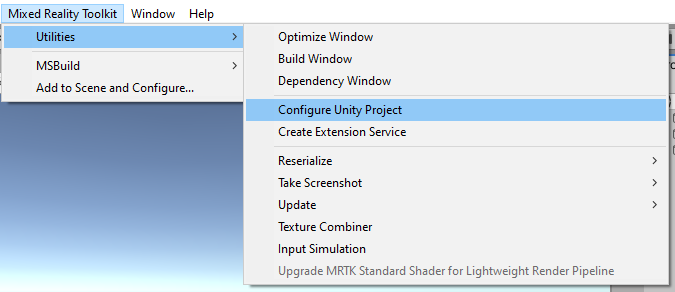 Mixed Reality Toolkit Window Help
Utilities
MSBuild
Add to Scene and Configure...
Optimize Window
Build Window
Dependency Window
Configure Unity Project
Create Extension Service
Reserialize
Take Screenshot
Update
Texture Combiner
Input Simulation
Upgrade MRTK Standard Shader for Lightweight Render Pipeline